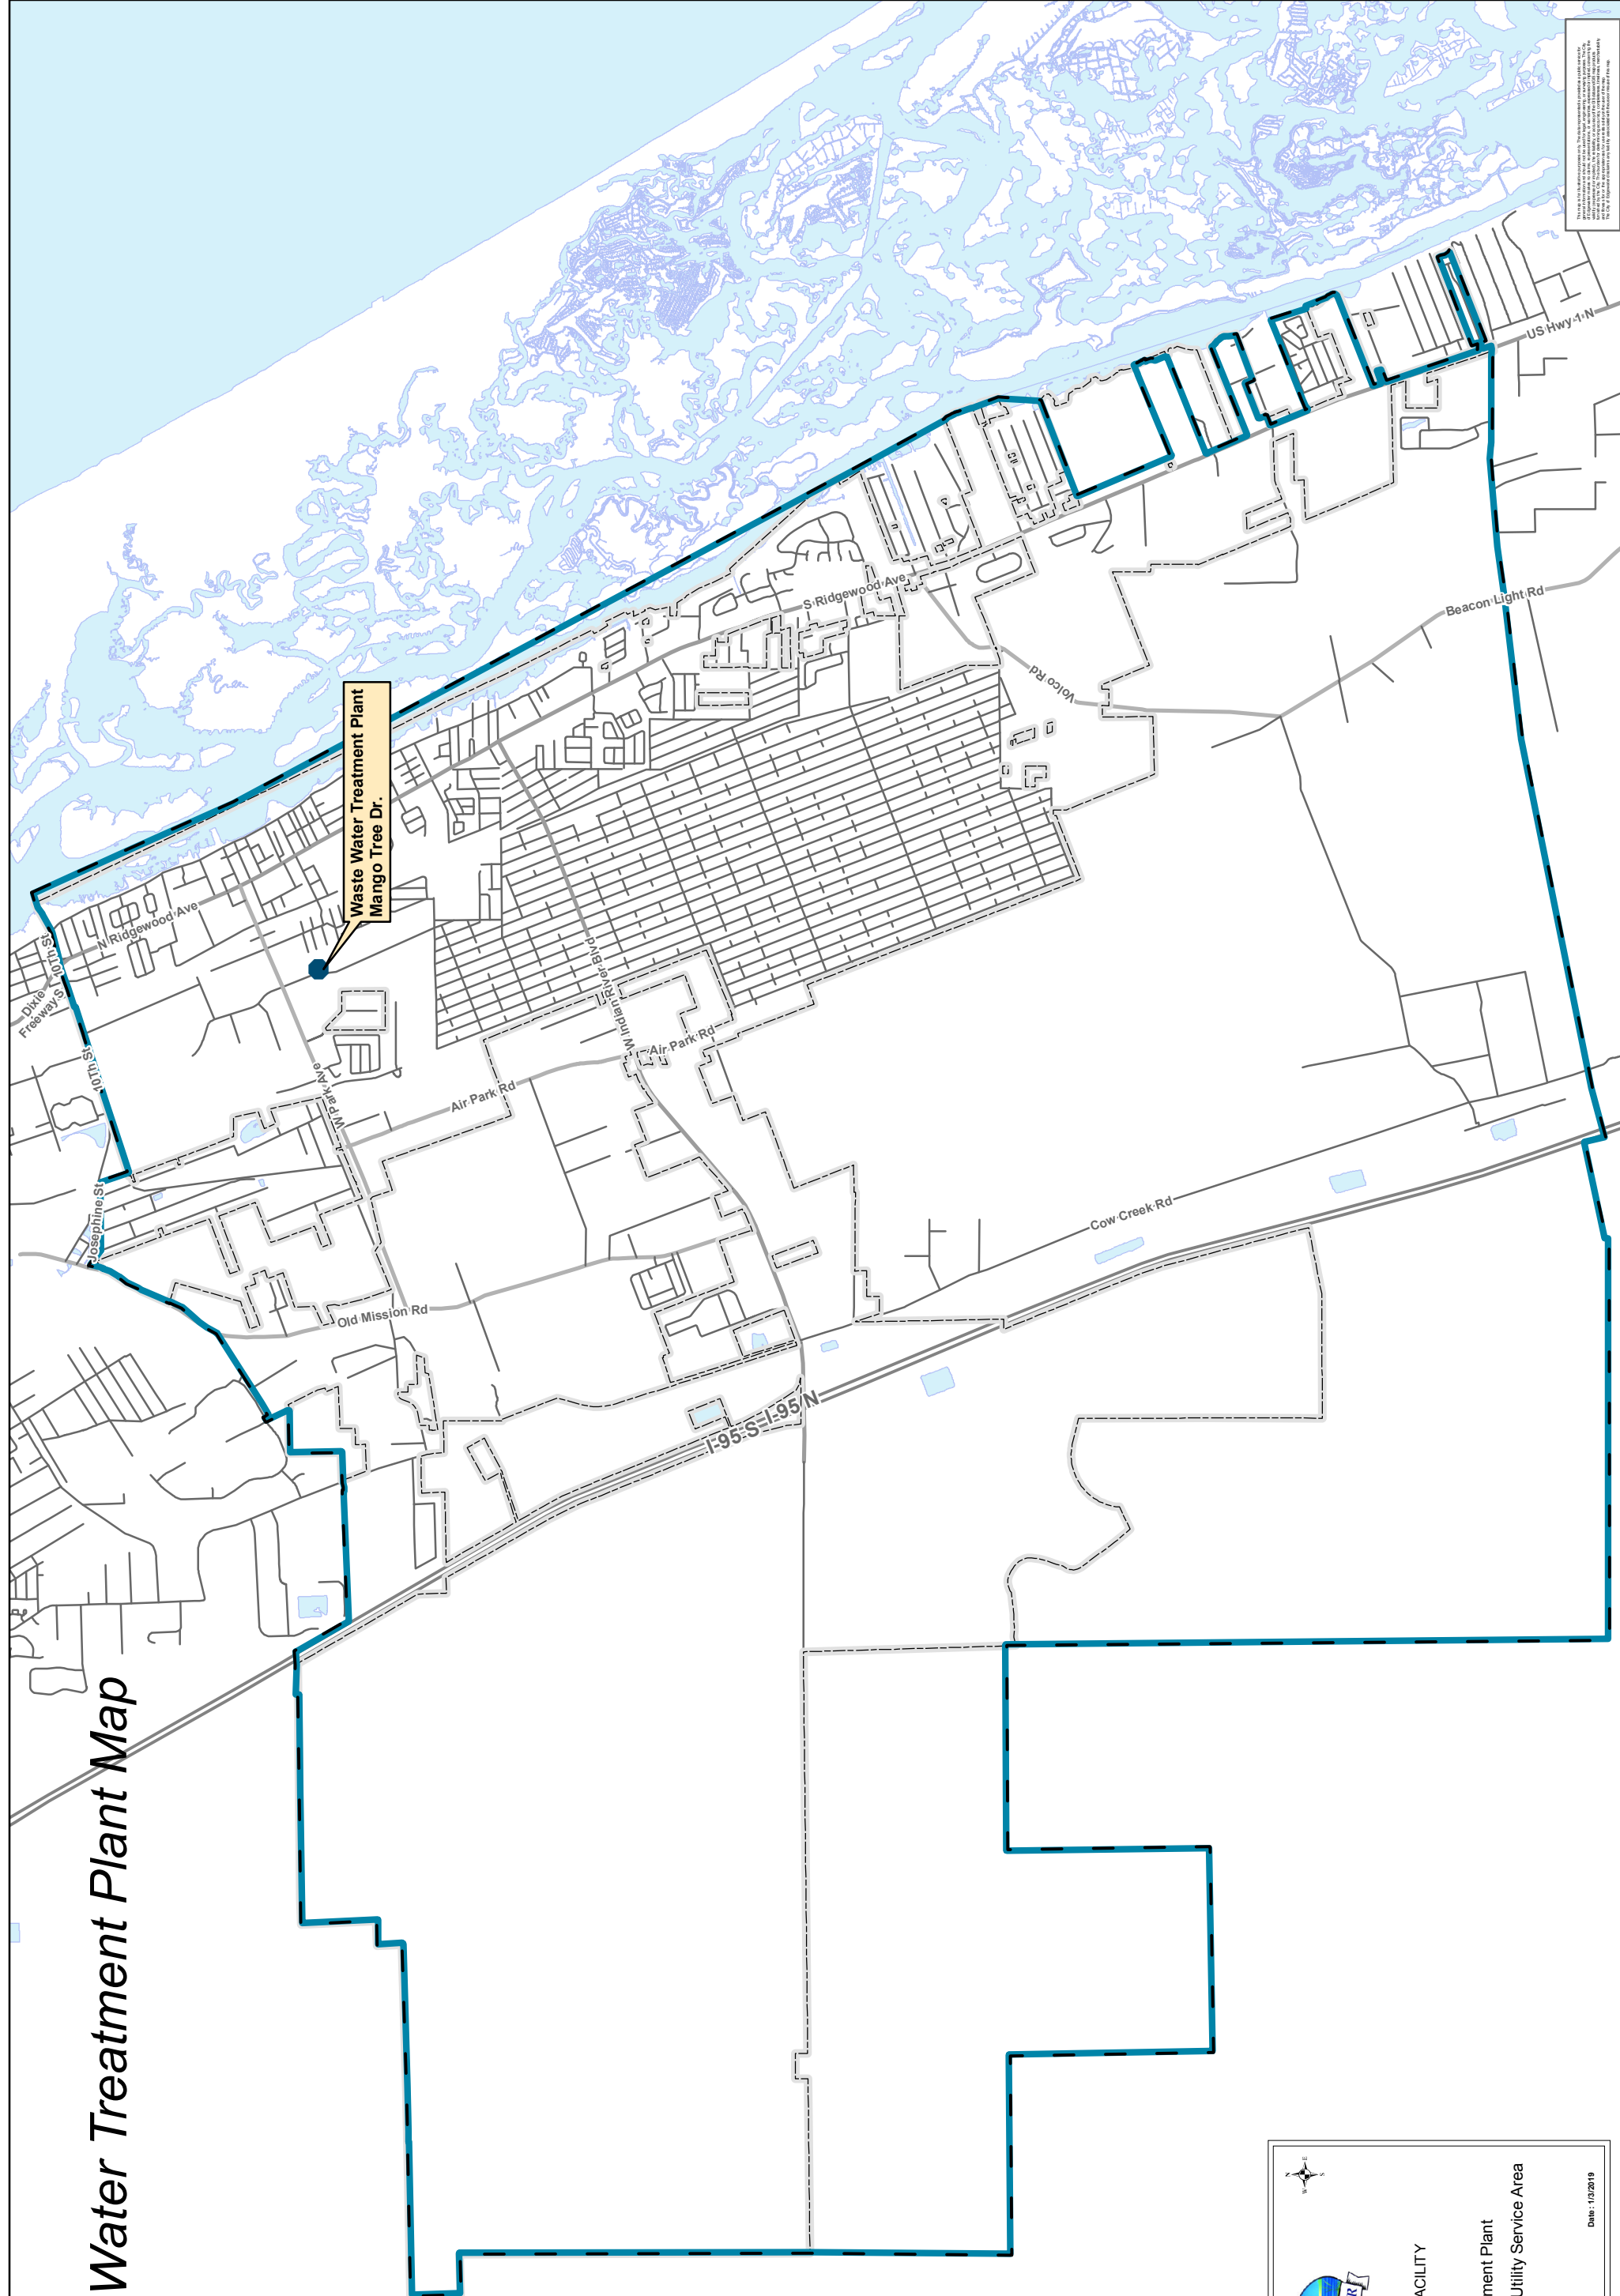 Water Treatment Plant Map
Waste Water Treatment Plant
Mango Tree Dr.
Dixie
Freeway
S 10Th St
10Th St
N Ridgewood Ave
Josephine St
W Park Ave
Air Park Rd
Old Mission Rd
W Indian River Blvd
Air Park Rd
S Ridgewood Ave
Volco Rd
I-95 S
I-95 N
Cow Creek Rd
Beacon Light Rd
US Hwy 1 N
N
W
E
S
R
ACILITY
ment Plant
Utility Service Area
Date: 1/3/2019